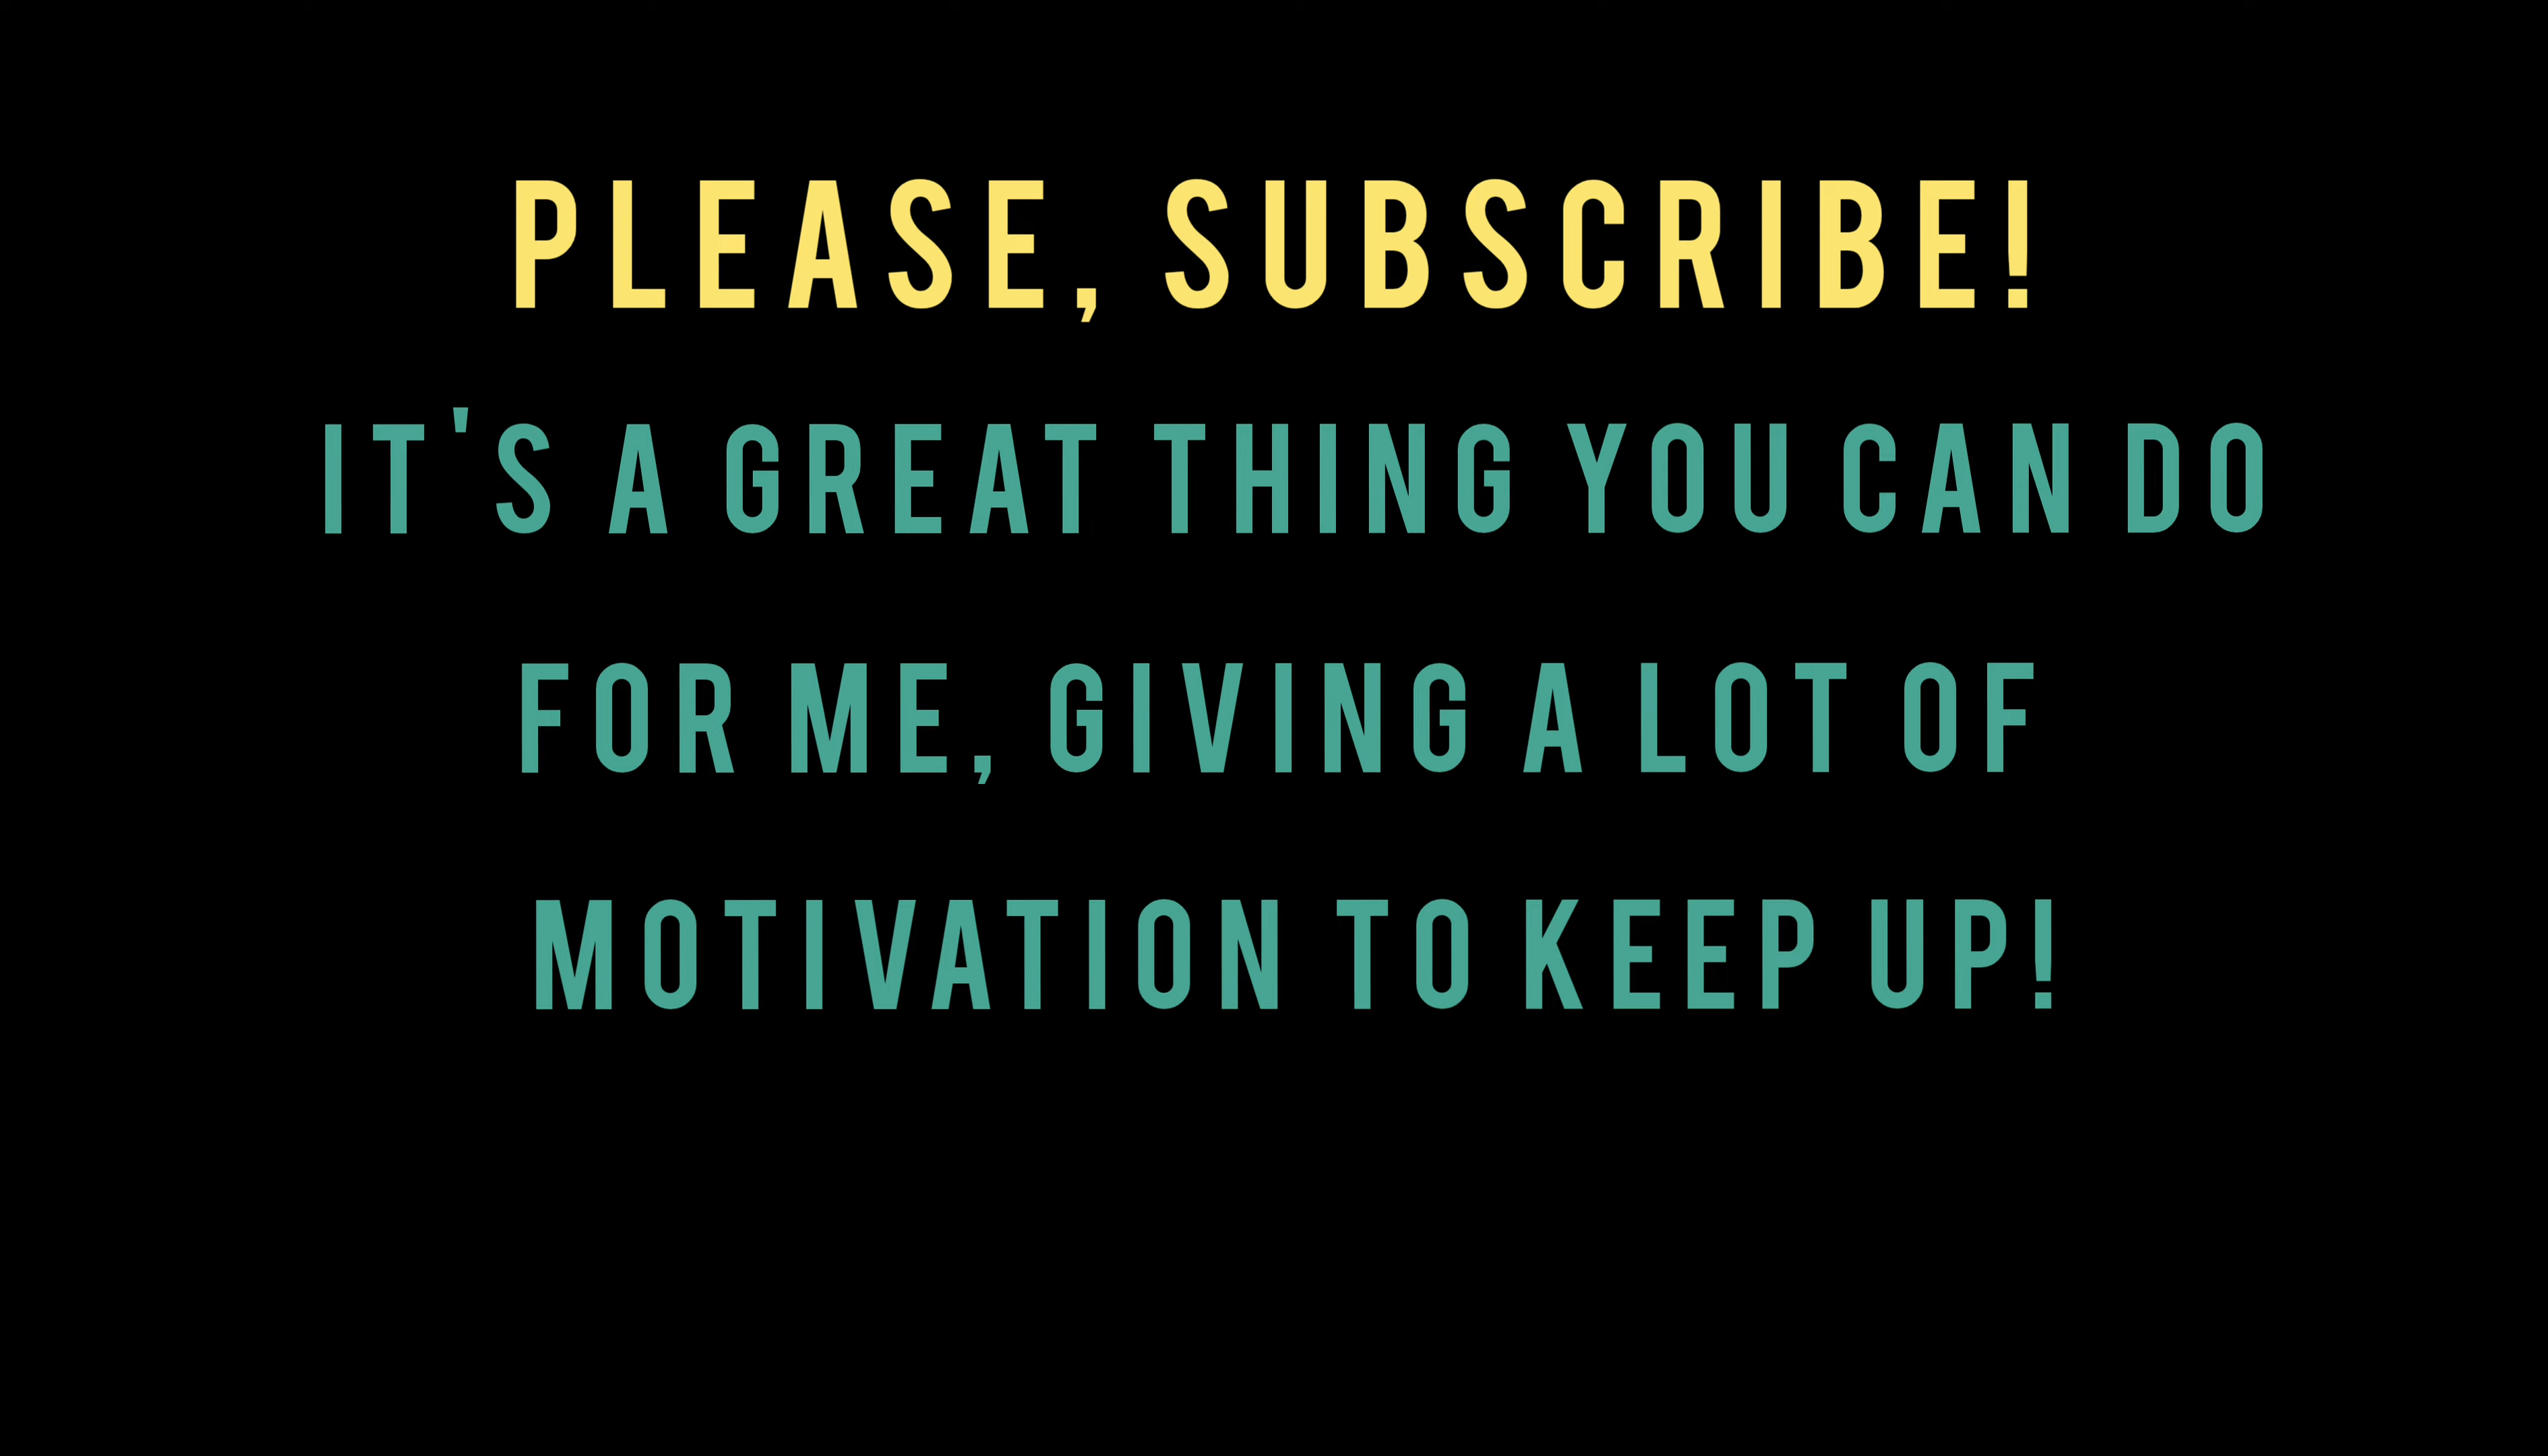 PLEASE, SUBSCRIBE!
IT'S A GREAT THING YOU CAN DO
FOR ME, GIVING A LOT OF
MOTIVATION TO KEEP UP!